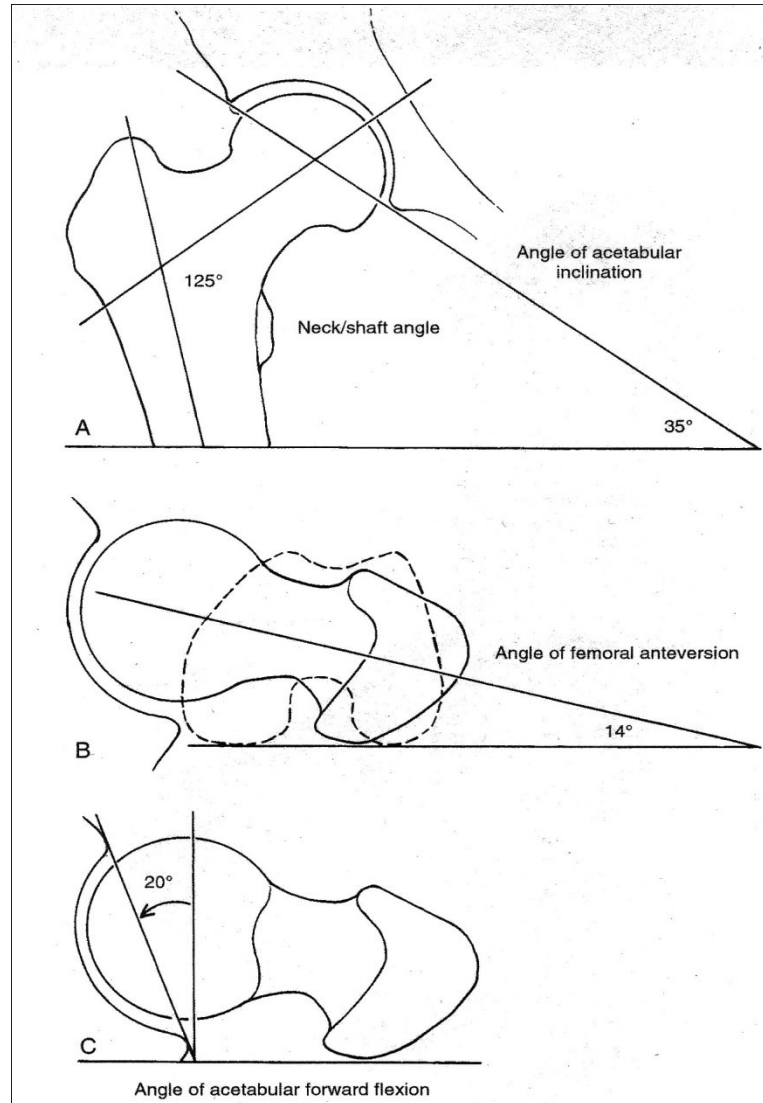 Angle of acetabular
inclination
125°
Neck/shaft angle
A
35°
Angle of femoral anteversion
14°
B
20°
C
Angle of acetabular forward flexion